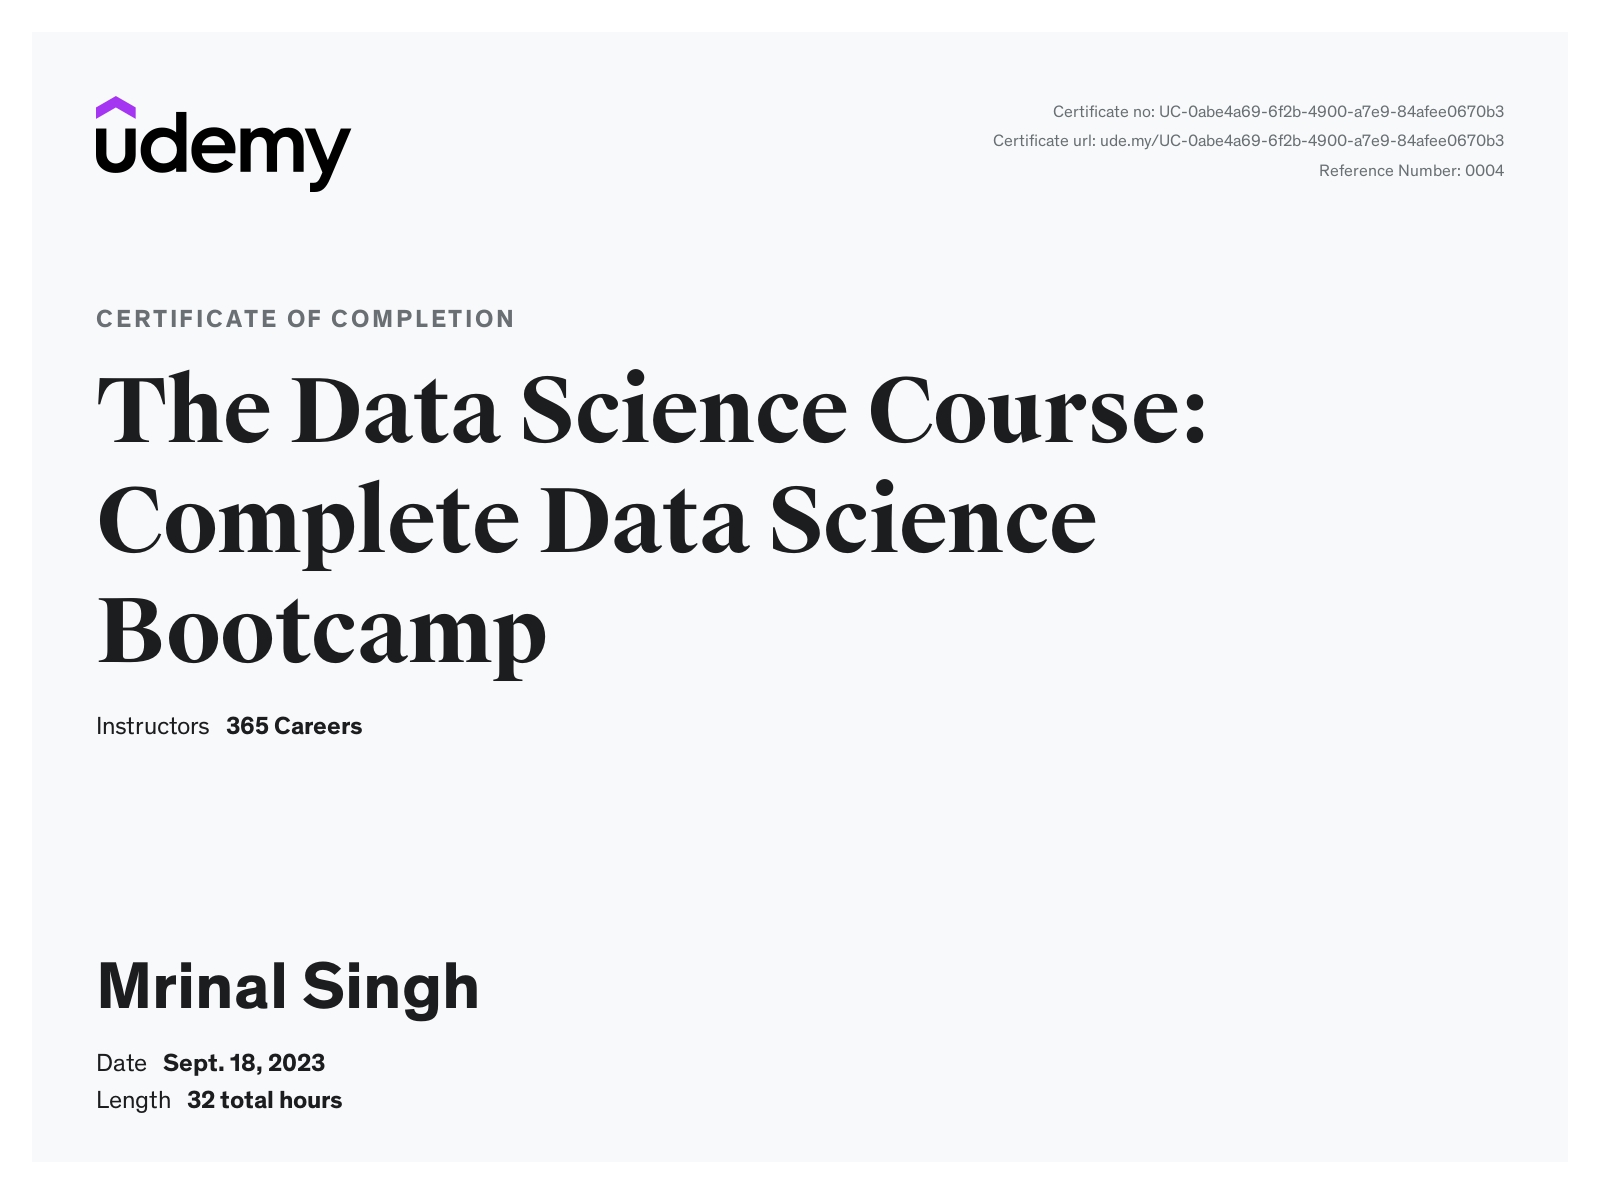 udemy
Certificate no: UC-0abe4a69-6f2b-4900-a7e9-84afee0670b3
Certificate url: ude.my/UC-0abe4a69-6f2b-4900-a7e9-84afee0670b3
Reference Number: 0004
CERTIFICATE OF COMPLETION
The Data Science Course:
Complete Data Science
Bootcamp
Instructors 365 Careers
Mrinal Singh
Date Sept. 18, 2023
Length 32 total hours